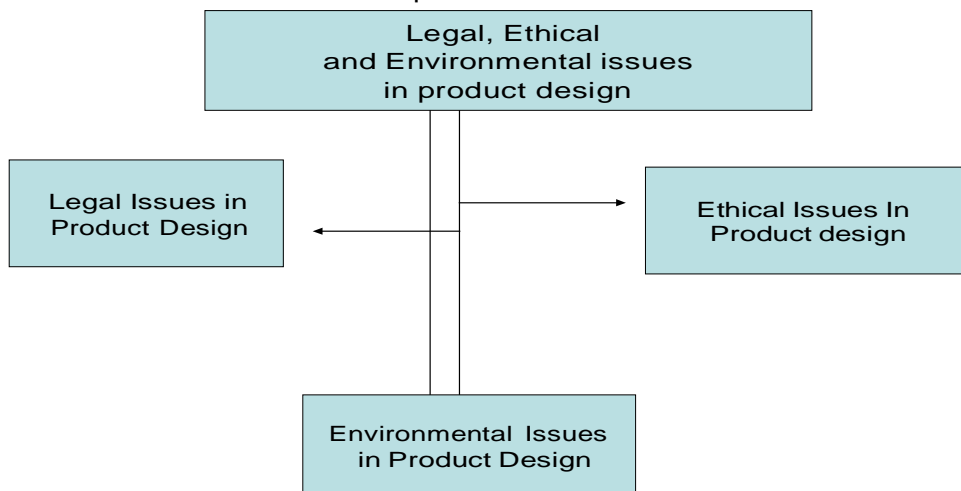 Legal, Ethical
and Environmental issues
in product design
Legal Issues in
Product Design
Ethical Issues In
Product design
Environmental Issues
in Product Design